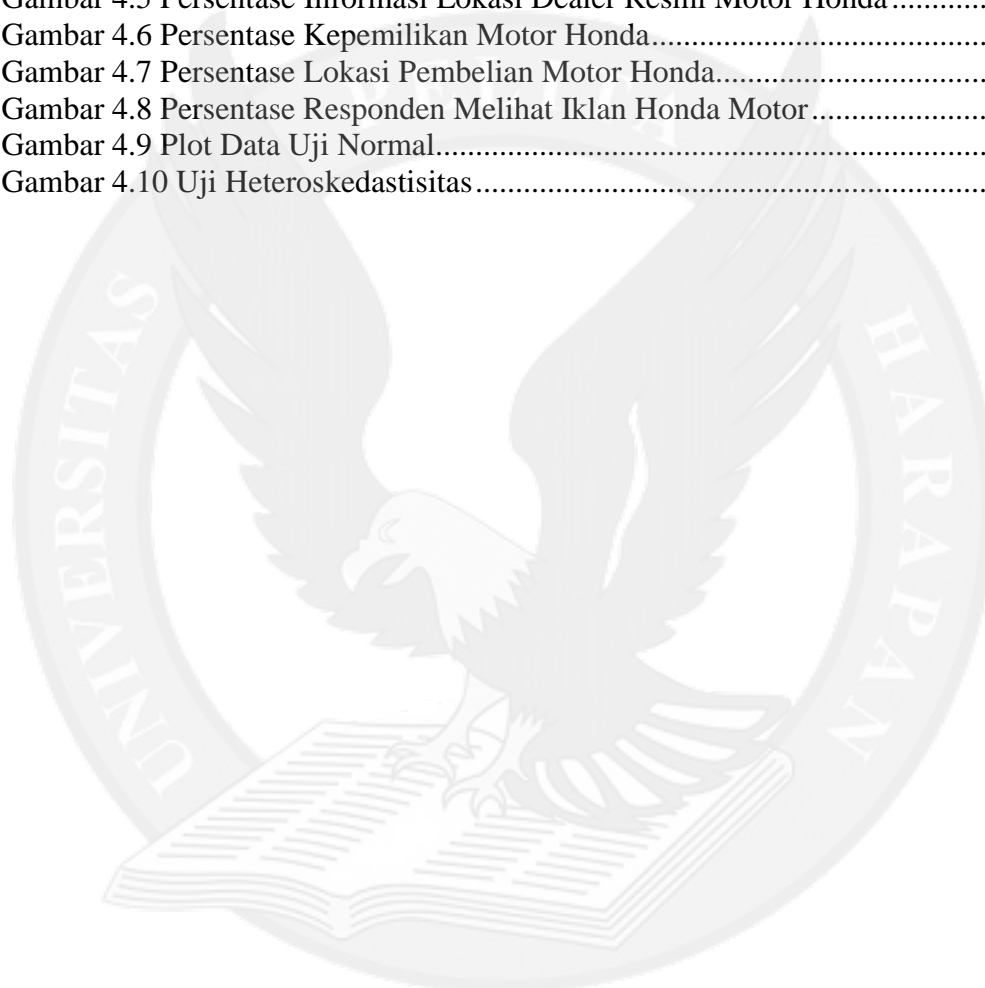 Gambar 4.5 Persentase Informasi Lokasi Dealer Resmi Motor Honda............
Gambar 4.6 Persentase Kepemilikan Motor Honda..........................................
Gambar 4.7 Persentase Lokasi Pembelian Motor Honda.................................
Gambar 4.8 Persentase Responden Melihat Iklan Honda Motor .....................
Gambar 4.9 Plot Data Uji Normal.....................................................................
Gambar 4.10 Uji Heteroskedastisitas ................................................................
UNIVERSITAS
PELITA
HARAPAN